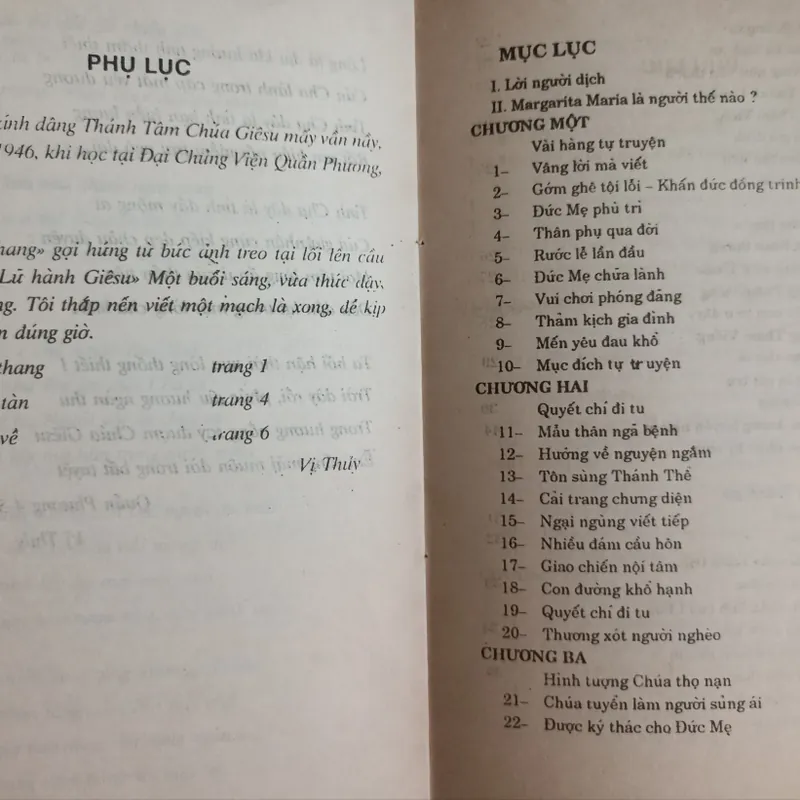 PHỤ LỤC
kính dâng Thánh Tâm Chúa Giêsu mấy vần nầy,
1946, khi học tại Đại Chủng Viện Quần Phương,
hang» gọi hứng từ bức ảnh treo tại lối lên cầu
Lữ hành Giêsu» Một buổi sáng, vừa thức dậy,
ng. Tôi thắp nến viết một mạch là xong, để kịp
n đúng giờ.
thang trang 1
tàn trang 4
về trang 6
Vị Thủy
MỤC LỤC
I. Lời người dịch
II. Margarita Maria là người thế nào ?
CHƯƠNG MỘT
Vài hàng tự truyện
1– Vâng lời mà viết
2– Gớm ghê tội lỗi – Khấn đức đồng trinh
3– Đức Mẹ phù trì
4– Thân phụ qua đời
5– Rước lễ lần đầu
6– Đức Mẹ chữa lành
7– Vui chơi phóng đãng
8– Thảm kịch gia đình
9– Mến yêu đau khổ
10– Mục đích tự truyện
CHƯƠNG HAI
Quyết chí đi tu
11– Mẫu thân ngã bệnh
12– Hướng về nguyện ngắm
13– Tôn sùng Thánh Thể
14– Cải trang chưng diện
15– Ngại ngùng viết tiếp
16– Nhiều đám cầu hôn
17– Giao chiến nội tâm
18– Con đường khổ hạnh
19– Quyết chí đi tu
20– Thương xót người nghèo
CHƯƠNG BA
Hình tượng Chúa thọ nạn
21– Chúa tuyển làm người sủng ái
22– Được ký thác cho Đức Mẹ